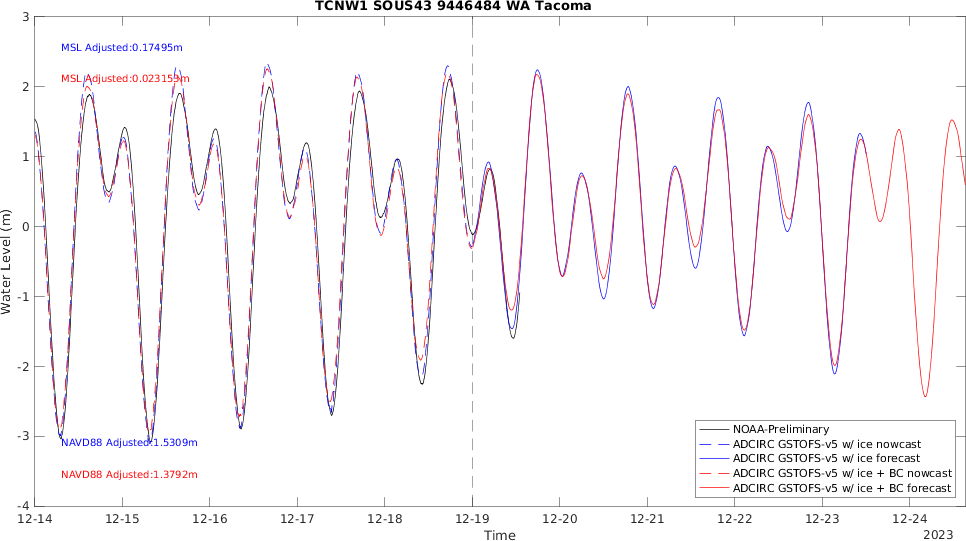 TCNW1 SOUS43 9446484 WA Tacoma
3
2
1
0
-1
-2
-3
-4
Water Level (m)
MSL Adjusted:0.17495m
MSL Adjusted:0.023153m
NAVD88 Adjusted:1.5309m
NAVD88 Adjusted:1.3792m
NOAA-Preliminary
ADCIRC GSTOFS-v5 w/ ice nowcast
ADCIRC GSTOFS-v5 w/ ice forecast
ADCIRC GSTOFS-v5 w/ ice + BC nowcast
ADCIRC GSTOFS-v5 w/ ice + BC forecast
12-14 12-15 12-16 12-17 12-18 12-19 12-20 12-21 12-22 12-23 12-24
Time
2023